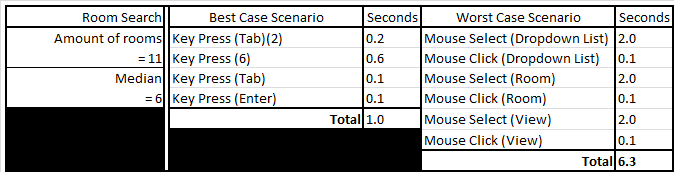 Room Search Best Case Scenario Seconds Worst Case Scenario Seconds
Amount of rooms Key Press (Tab)(2) 0.2 Mouse Select (Dropdown List) 2.0
= 11 Key Press (6) 0.6 Mouse Click (Dropdown List) 0.1
Median Key Press (Tab) 0.1 Mouse Select (Room) 2.0
= 6 Key Press (Enter) 0.1 Mouse Click (Room) 0.1
Total 1.0 Mouse Select (View) 2.0
Mouse Click (View) 0.1
Total 6.3